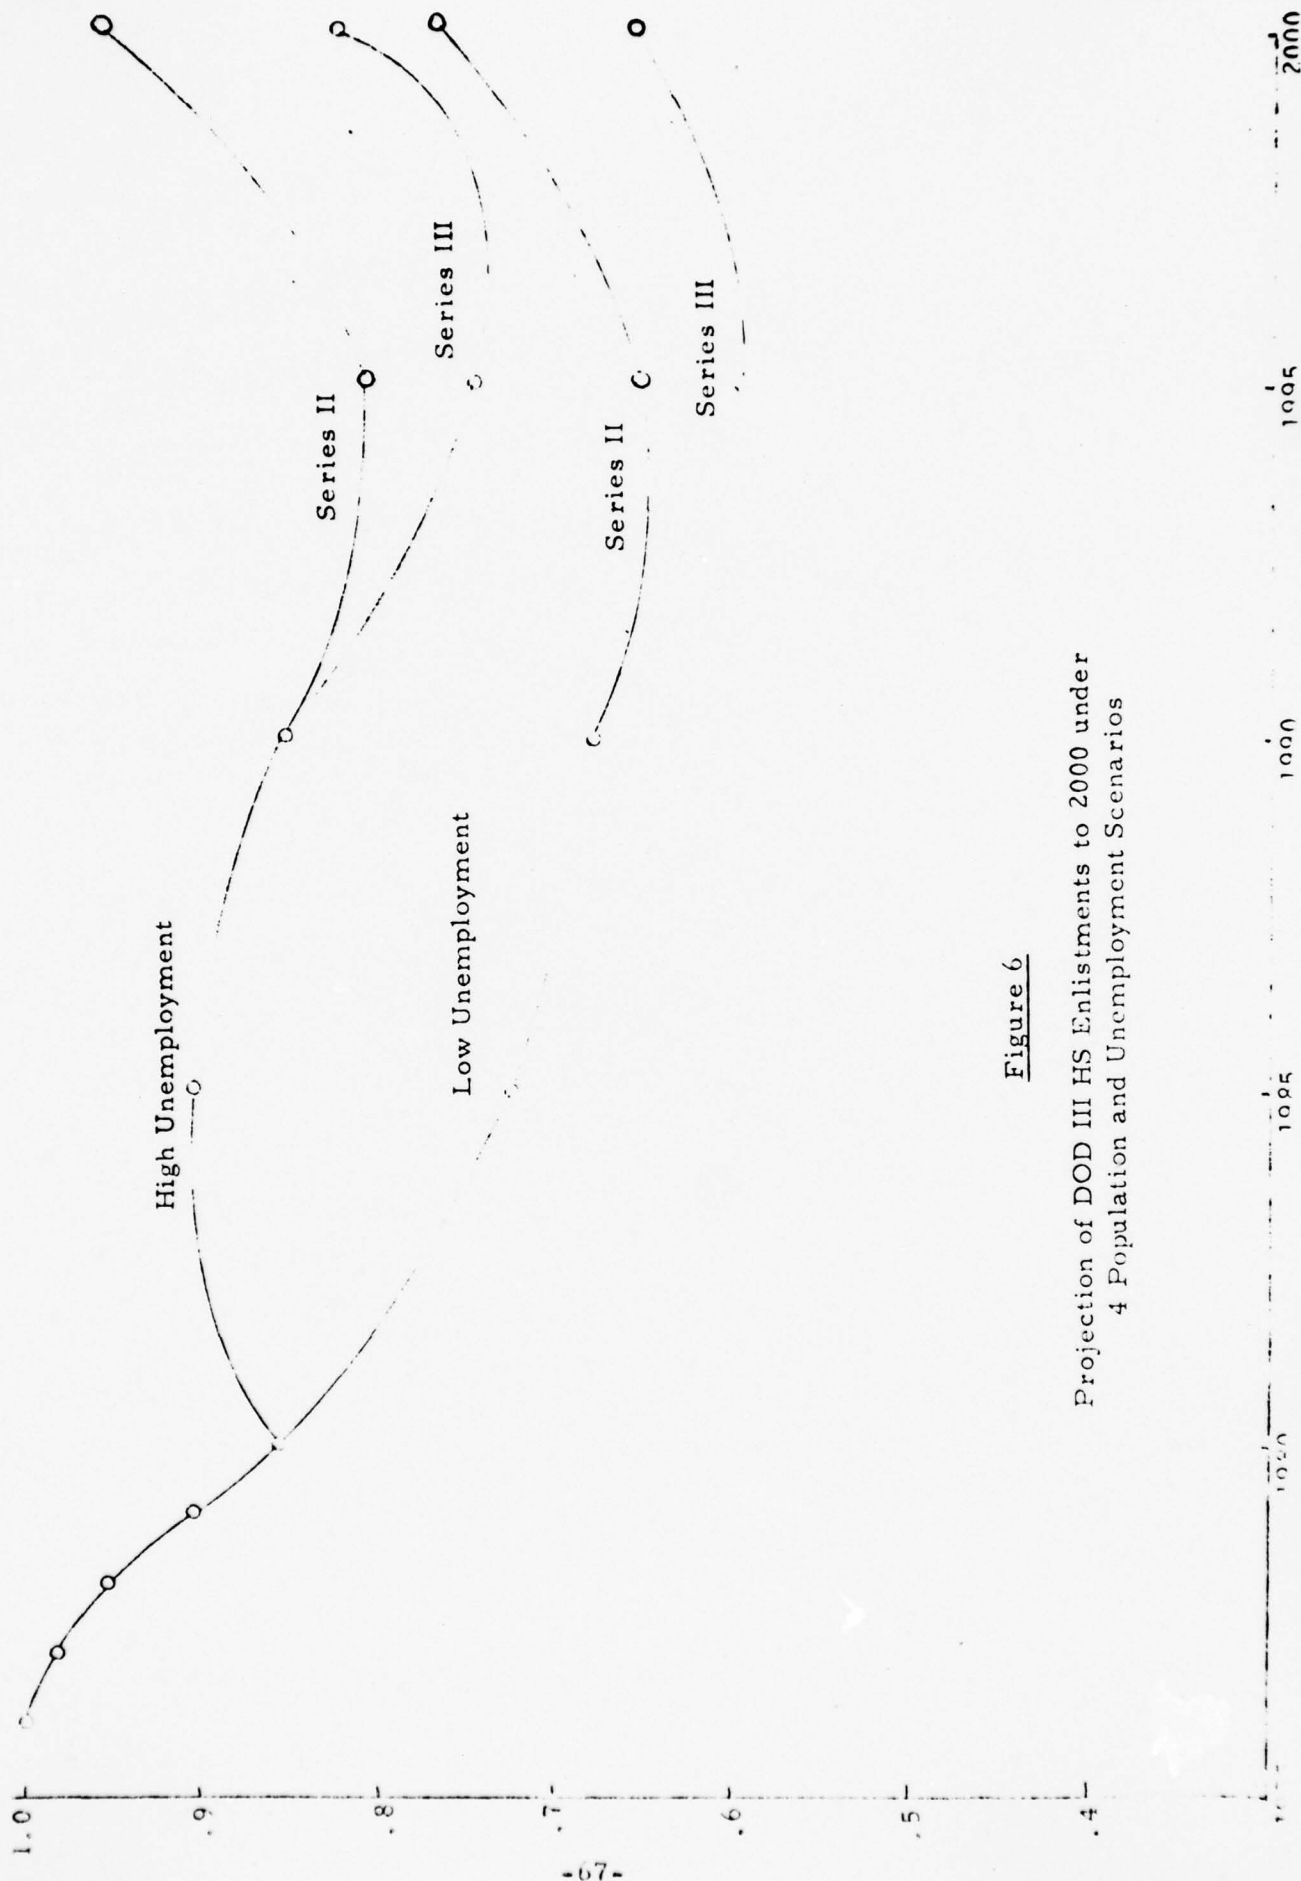 1.0
.9
.8
.7
.6
.5
.4
High Unemployment
Low Unemployment
Series II
Series III
Series II
Series III
1980
1985
1990
1995
2000
Figure 6
Projection of DOD III HS Enlistments to 2000 under
4 Population and Unemployment Scenarios
-67-